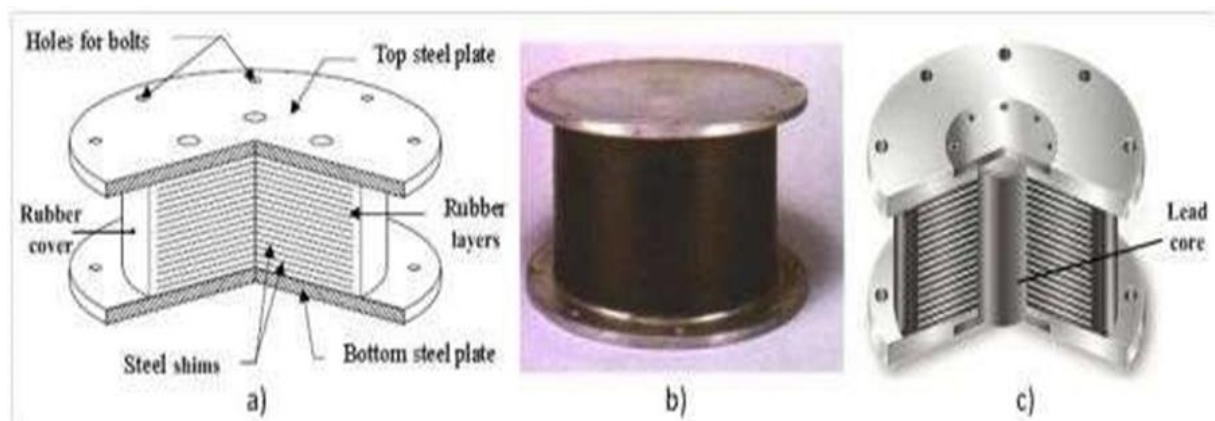 Holes for bolts
Top steel plate
Rubber
cover
Rubber
layers
Steel shims
Bottom steel plate
a)
b)
Lead
core
c)